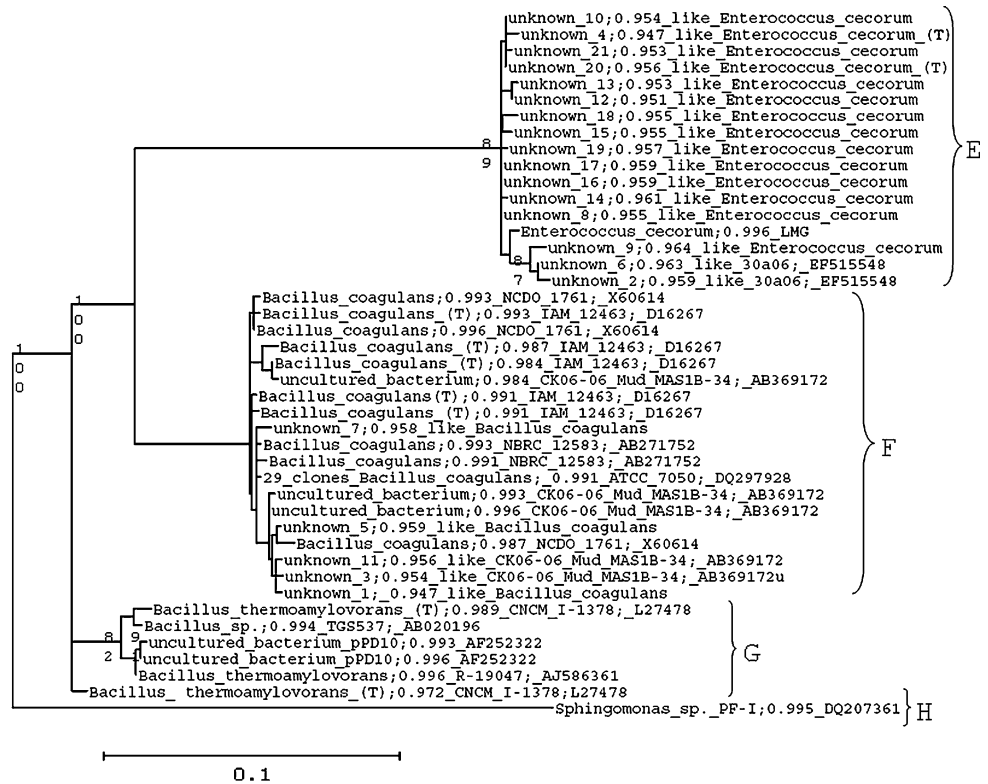 unknown_10;0.954_like_Enterococcus_cecorum
unknown_4;0.947_like_Enterococcus_cecorum_(T)
unknown_21;0.953_like_Enterococcus_cecorum
unknown_20;0.956_like_Enterococcus_cecorum_(T)
unknown_13;0.953_like_Enterococcus_cecorum
unknown_12;0.951_like_Enterococcus_cecorum
unknown_18;0.955_like_Enterococcus_cecorum
unknown_15;0.955_like_Enterococcus_cecorum
8
unknown_19;0.957_like_Enterococcus_cecorum
E
9
unknown_17;0.959_like_Enterococcus_cecorum
unknown_16;0.959_like_Enterococcus_cecorum
unknown_14;0.961_like_Enterococcus_cecorum
unknown_8;0.955_like_Enterococcus_cecorum
Enterococcus_cecorum;0.996_LMG
unknown_9;0.964_like_Enterococcus_cecorum
8
unknown_6;0.963_like_30a06;_EF515548
7
unknown_2;0.959_like_30a06;_EF515548
1
0
0
Bacillus_coagulans;0.993_NCDO_1761;_X60614
Bacillus_coagulans_(T);0.993_IAM_12463;_D16267
Bacillus_coagulans;0.996_NCDO_1761;_X60614
1
0
0
Bacillus_coagulans_(T);0.987_IAM_12463;_D16267
Bacillus_coagulans_(T);0.984_IAM_12463;_D16267
uncultured_bacterium;0.984_CK06-06_Mud_MAS1B-34;_AB369172
Bacillus_coagulans(T);0.991_IAM_12463;_D16267
Bacillus_coagulans_(T);0.991_IAM_12463;_D16267
unknown_7;0.958_like_Bacillus_coagulans
Bacillus_coagulans;0.993_NBRC_12583;_AB271752
F
Bacillus_coagulans;0.991_NBRC_12583;_AB271752
29_clones_Bacillus_coagulans;_0.991_ATCC_7050;_DQ297928
uncultured_bacterium;0.993_CK06-06_Mud_MAS1B-34;_AB369172
uncultured_bacterium;0.996_CK06-06_Mud_MAS1B-34;_AB369172
unknown_5;0.959_like_Bacillus_coagulans
Bacillus_coagulans;0.987_NCDO_1761;_X60614
unknown_11;0.956_like_CK06-06_Mud_MAS1B-34;_AB369172
unknown_3;0.954_like_CK06-06_Mud_MAS1B-34;_AB369172u
unknown_1;_0.947_like_Bacillus_coagulans
Bacillus_thermoamylovorans_(T);0.989_CNCM_I-1378;_L27478
Bacillus_sp.;0.994_TGS537;_AB020196
8
2
9
1
uncultured_bacterium_pPD10;0.993_AF252322
uncultured_bacterium_pPD10;0.996_AF252322
G
Bacillus_thermoamylovorans;0.996_R-19047;_AJ586361
Bacillus_ thermoamylovorans_(T);0.972_CNCM_I-1378;L27478
Sphingomonas_sp._PF-I;0.995_DQ207361
H
0.1